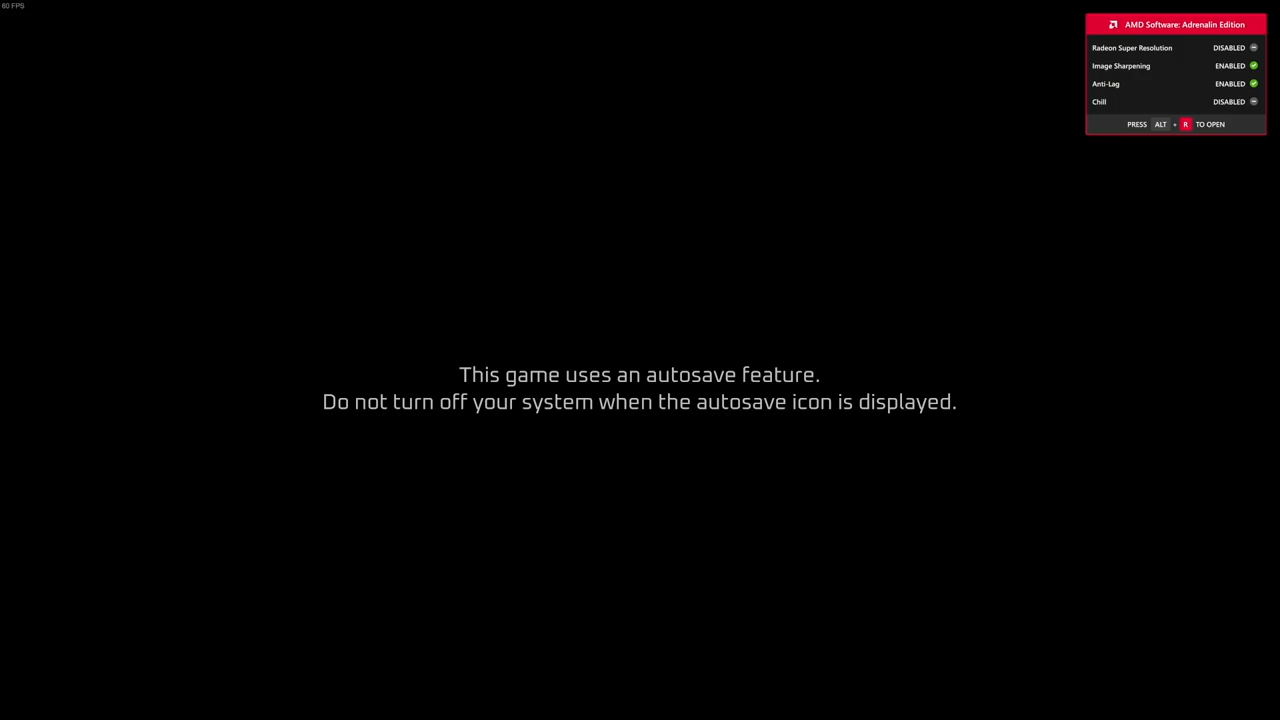 60 FPS
AMD Software: Adrenalin Edition
Radeon Super Resolution DISABLED
Image Sharpening ENABLED
Anti-Lag ENABLED
Chill DISABLED
PRESS ALT + R TO OPEN
This game uses an autosave feature.
Do not turn off your system when the autosave icon is displayed.